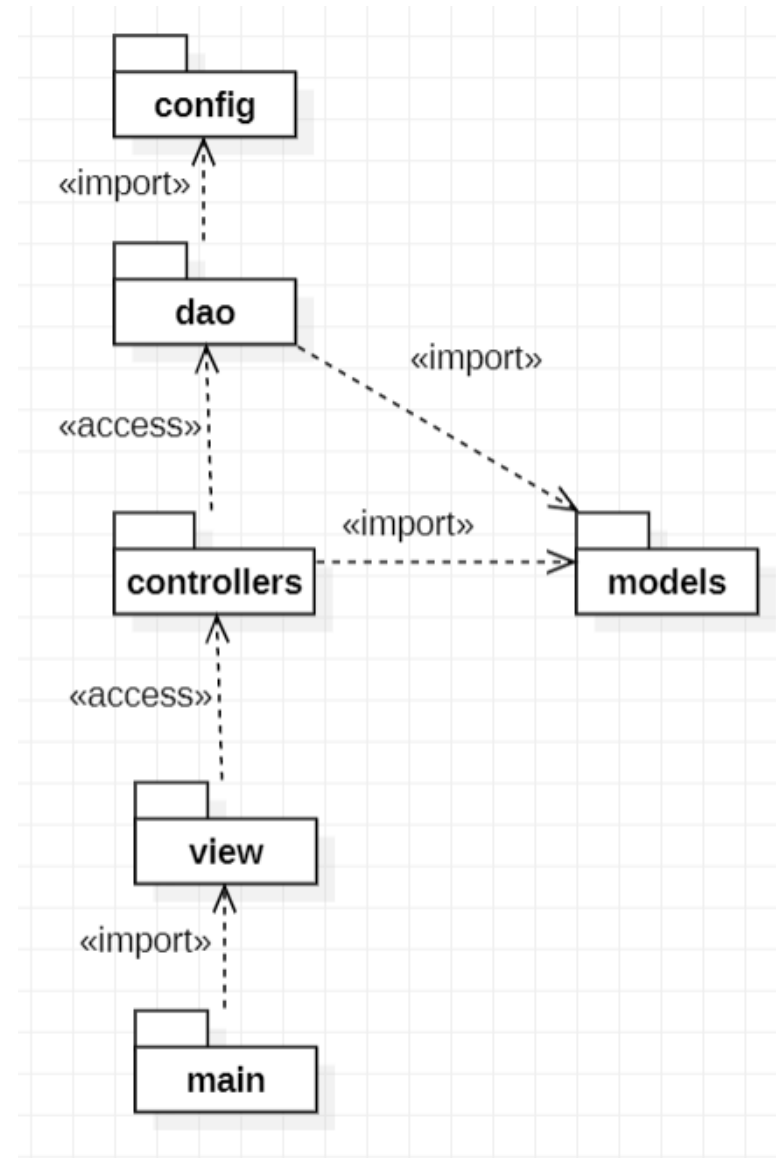 config
«import»
dao
«import»
«access»
«import»
controllers
models
«access»
view
«import»
main